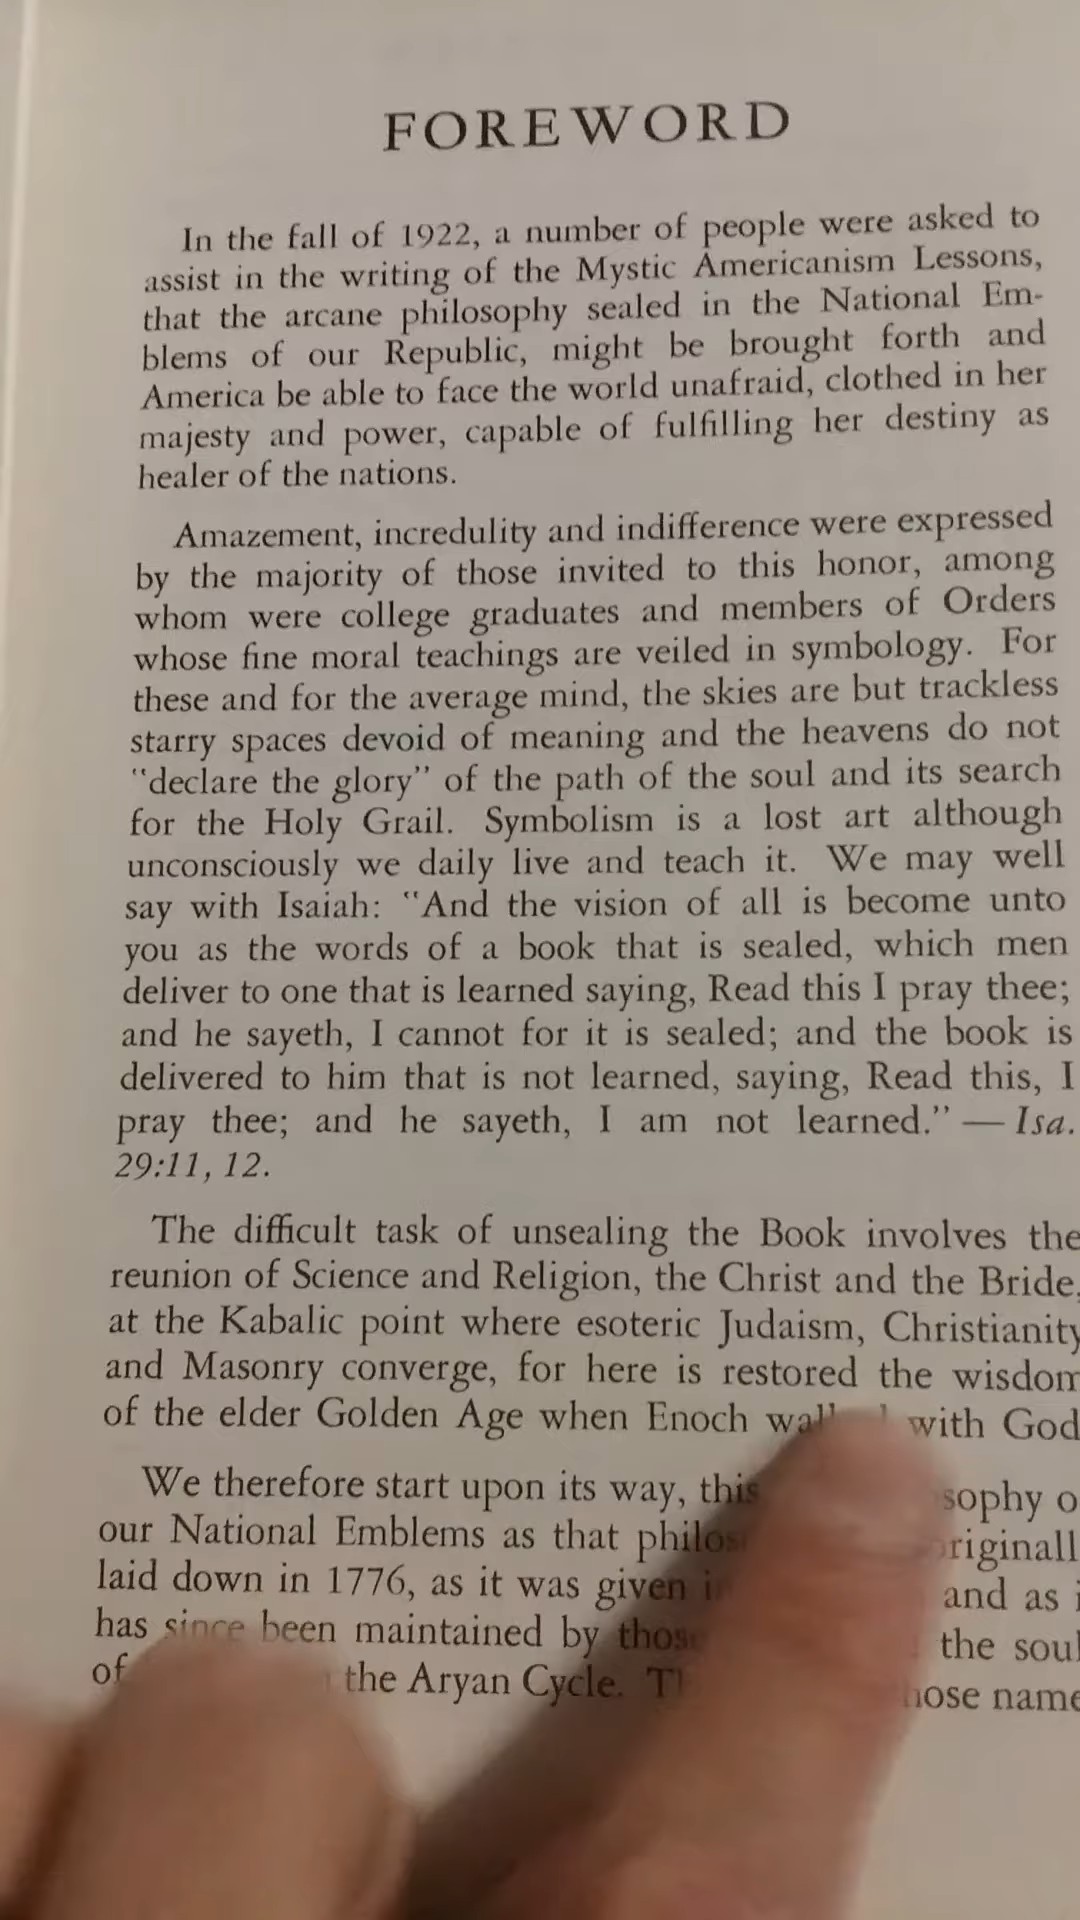 FOREWORD
In the fall of 1922, a number of people were asked to
assist in the writing of the Mystic Americanism Lessons,
that the arcane philosophy sealed in the National Em-
blems of our Republic, might be brought forth and
America be able to face the world unafraid, clothed in her
majesty and power, capable of fulfilling her destiny as
healer of the nations.
Amazement, incredulity and indifference were expressed
by the majority of those invited to this honor, among
whom were college graduates and members of Orders
whose fine moral teachings are veiled in symbology. For
these and for the average mind, the skies are but trackless
starry spaces devoid of meaning and the heavens do not
"declare the glory" of the path of the soul and its search
for the Holy Grail. Symbolism is a lost art although
unconsciously we daily live and teach it. We may well
say with Isaiah: "And the vision of all is become unto
you as the words of a book that is sealed, which men
deliver to one that is learned saying, Read this I pray thee;
and he sayeth, I cannot for it is sealed; and the book is
delivered to him that is not learned, saying, Read this, I
pray thee; and he sayeth, I am not learned." — Isa.
29:11, 12.
The difficult task of unsealing the Book involves the
reunion of Science and Religion, the Christ and the Bride,
at the Kabalic point where esoteric Judaism, Christianity
and Masonry converge, for here is restored the wisdom
of the elder Golden Age when Enoch with God
We therefore start upon its way, this
our National Emblems as that
laid down in 1776, as it was given and as
has since been maintained by those the soul
of the Aryan Cycle.